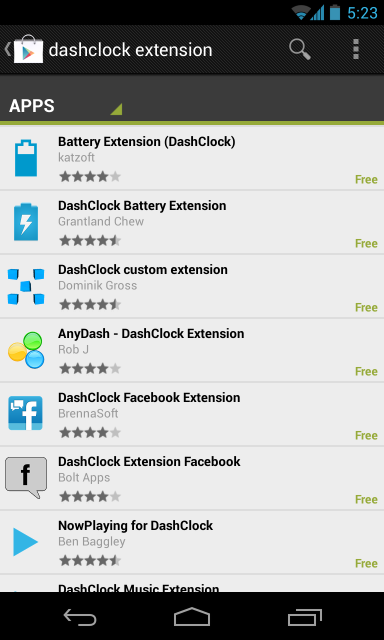 5:23
dashclock extension
APPS
Battery Extension (DashClock)
katzoft
Free
DashClock Battery Extension
Grantland Chew
Free
DashClock custom extension
Dominik Gross
Free
AnyDash - DashClock Extension
Rob J
Free
DashClock Facebook Extension
BrennaSoft
Free
f
DashClock Extension Facebook
Bolt Apps
Free
NowPlaying for DashClock
Ben Baggley
Free
DashClock Music Extension